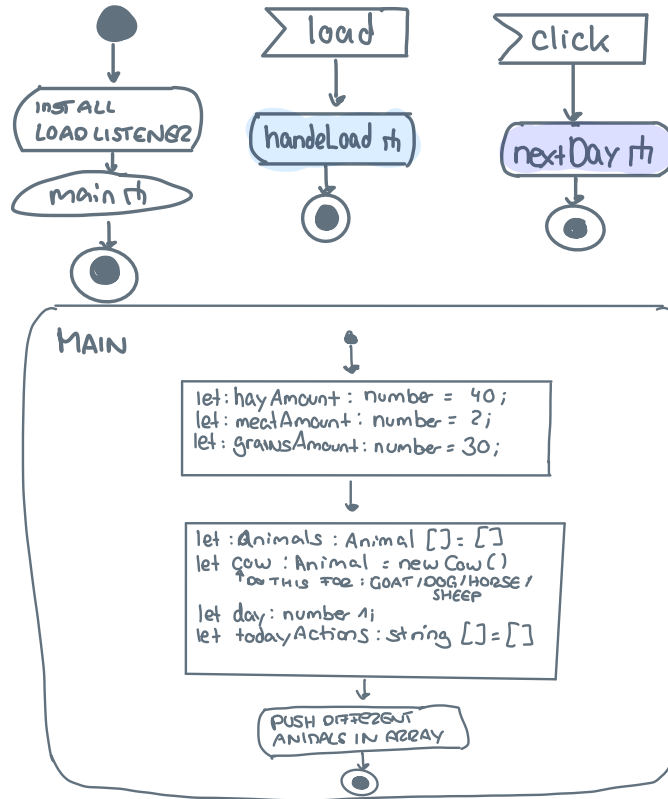 INSTALL
LOAD LISTENER
main
load
handeLoad
click
nextDay
MAIN
let: hayAmount: number = 40;
let: meatAmount: number = 2;
let: grainsAmount: number = 30;
let: Animals: Animal [] = []
let cow: Animal = new Cow()
↑ DO THIS FOR: GOAT/DOG/HORSE/
SHEEP
let day: number 1;
let todayActions: string [] = []
PUSH DIFFERENT
ANIMALS IN ARRAY